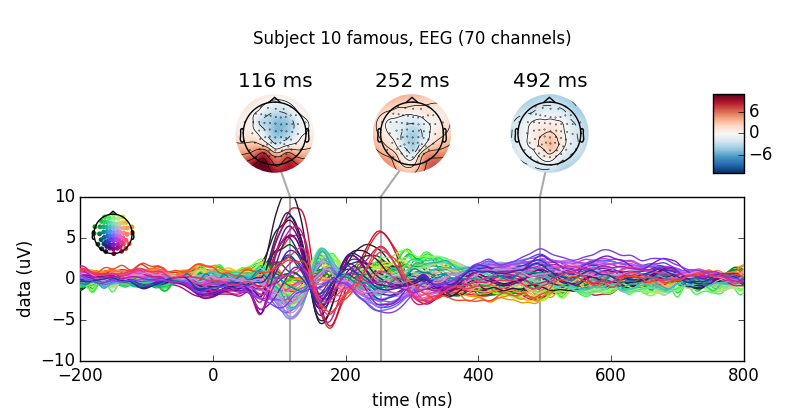 Subject 10 famous, EEG (70 channels)
116 ms 252 ms 492 ms
6
0
−6
10
5
0
−5
−10
data (uV)
−200 0 200 400 600 800
time (ms)